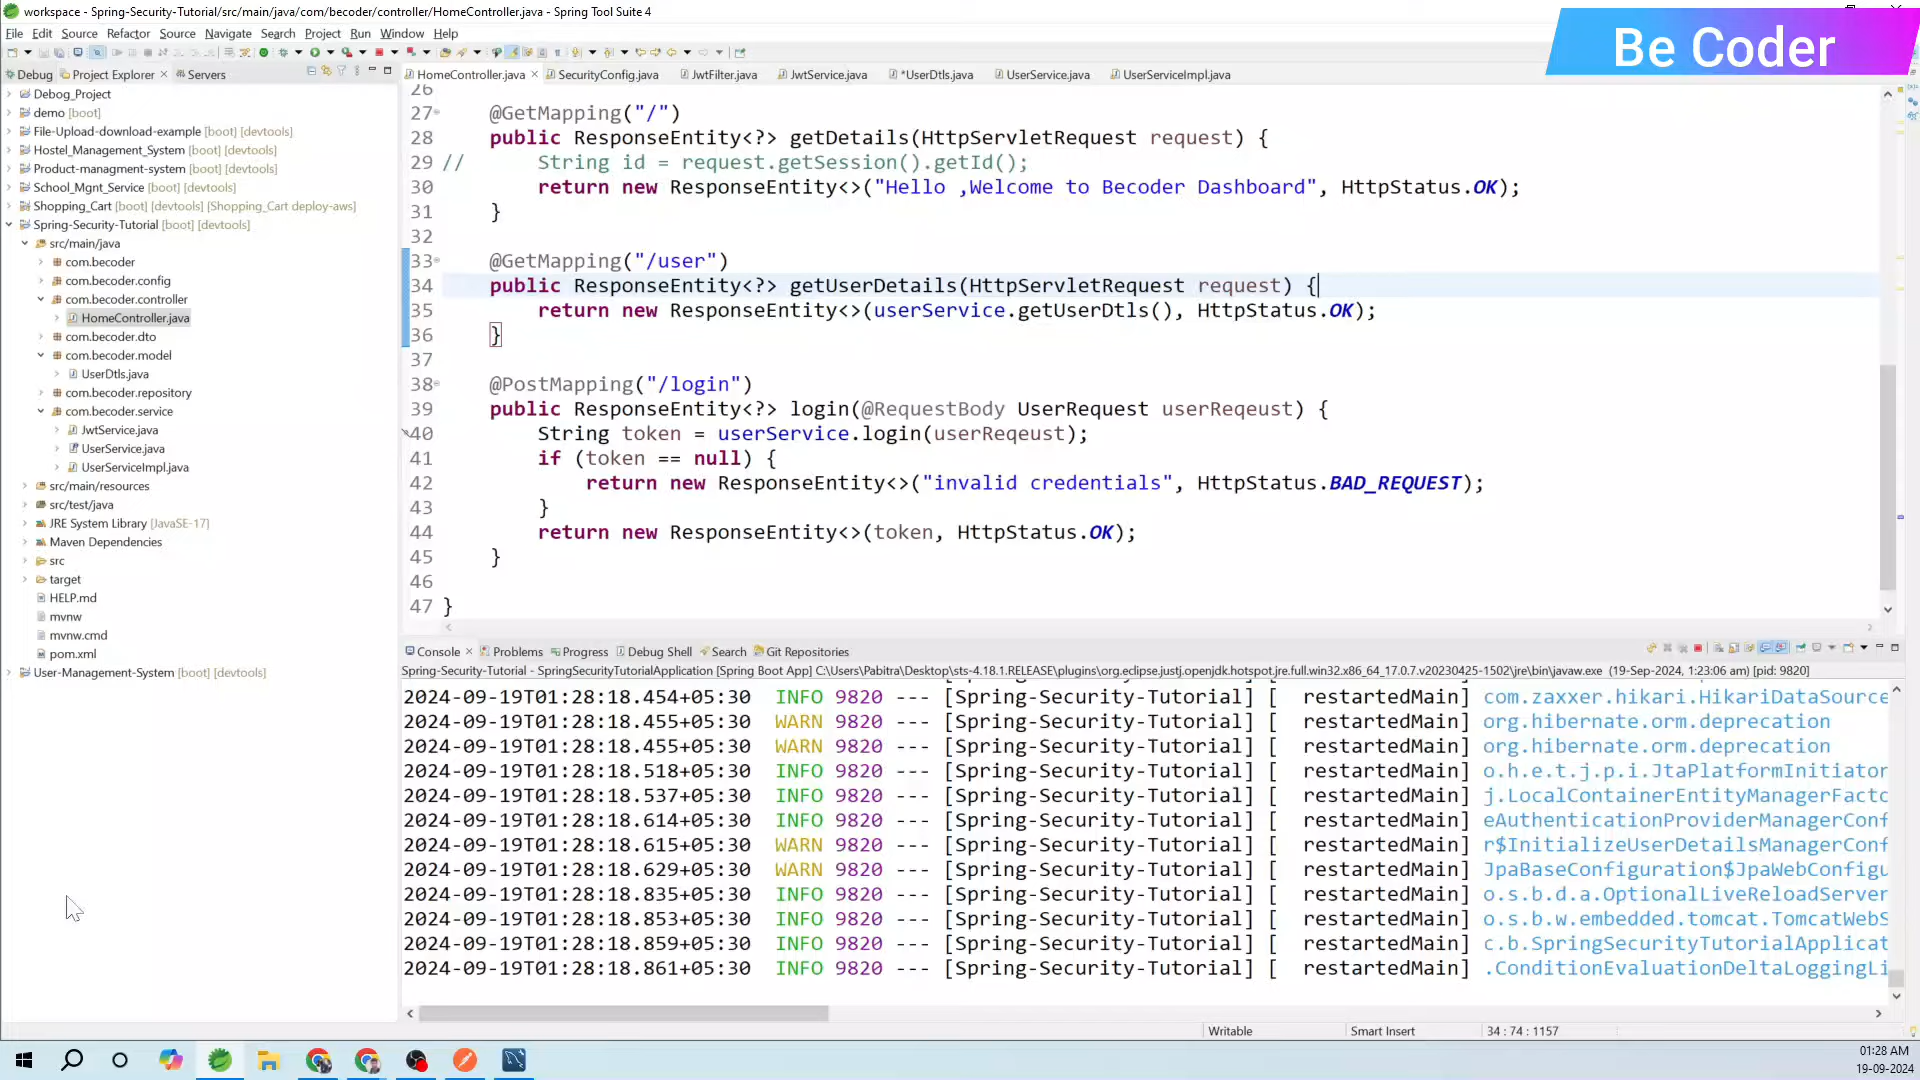 workspace - Spring-Security-Tutorial/src/main/java/com/becoder/controller/HomeController.java - Spring Tool Suite 4
Be Coder
File Edit Source Refactor Source Navigate Search Project Run Window Help
Debug Project Explorer Servers
HomeController.java SecurityConfig.java JwtFilter.java JwtService.java *UserDtls.java UserService.java UserServiceImpl.java
Debog_Project
demo [boot]
File-Upload-download-example [boot] [devtools]
Hostel_Management_System [boot] [devtools]
Product-managment-system [boot] [devtools]
School_Mgnt_Service [boot] [devtools]
Shopping_Cart [boot] [devtools] [Shopping_Cart deploy-aws]
Spring-Security-Tutorial [boot] [devtools]
src/main/java
com.becoder
com.becoder.config
com.becoder.controller
HomeController.java
com.becoder.dto
com.becoder.model
UserDtls.java
com.becoder.repository
com.becoder.service
JwtService.java
UserService.java
UserServiceImpl.java
src/main/resources
src/test/java
JRE System Library [JavaSE-17]
Maven Dependencies
src
target
HELP.md
mvnw
mvnw.cmd
pom.xml
User-Management-System [boot] [devtools]
26
27 @GetMapping("/")
28 public ResponseEntity<?> getDetails(HttpServletRequest request) {
29 // String id = request.getSession().getId();
30 return new ResponseEntity<>("Hello ,Welcome to Becoder Dashboard", HttpStatus.OK);
31 }
32
33 @GetMapping("/user")
34 public ResponseEntity<?> getUserDetails(HttpServletRequest request) {
35 return new ResponseEntity<>(userService.getUserDtls(), HttpStatus.OK);
36 }
37
38 @PostMapping("/login")
39 public ResponseEntity<?> login(@RequestBody UserRequest userReqeust) {
40 String token = userService.login(userReqeust);
41 if (token == null) {
42 return new ResponseEntity<>("invalid credentials", HttpStatus.BAD_REQUEST);
43 }
44 return new ResponseEntity<>(token, HttpStatus.OK);
45 }
46
47 }
Console Problems Progress Debug Shell Search Git Repositories
Spring-Security-Tutorial - SpringSecurityTutorialApplication [Spring Boot App] C:\Users\Pabitra\Desktop\sts-4.18.1.RELEASE\plugins\org.eclipse.justj.openjdk.hotspot.jre.full.win32.x86_64_17.0.7.v20230425-1502\jre\bin\javaw.exe (19-Sep-2024, 1:23:06 am) [pid: 9820]
2024-09-19T01:28:18.454+05:30 INFO 9820 --- [Spring-Security-Tutorial] [ restartedMain] com.zaxxer.hikari.HikariDataSource
2024-09-19T01:28:18.455+05:30 WARN 9820 --- [Spring-Security-Tutorial] [ restartedMain] org.hibernate.orm.deprecation
2024-09-19T01:28:18.455+05:30 WARN 9820 --- [Spring-Security-Tutorial] [ restartedMain] org.hibernate.orm.deprecation
2024-09-19T01:28:18.518+05:30 INFO 9820 --- [Spring-Security-Tutorial] [ restartedMain] o.h.e.t.j.p.i.JtaPlatformInitiator
2024-09-19T01:28:18.537+05:30 INFO 9820 --- [Spring-Security-Tutorial] [ restartedMain] j.LocalContainerEntityManagerFactc
2024-09-19T01:28:18.614+05:30 INFO 9820 --- [Spring-Security-Tutorial] [ restartedMain] eAuthenticationProviderManagerConf
2024-09-19T01:28:18.615+05:30 WARN 9820 --- [Spring-Security-Tutorial] [ restartedMain] r$InitializeUserDetailsManagerConf
2024-09-19T01:28:18.629+05:30 WARN 9820 --- [Spring-Security-Tutorial] [ restartedMain] JpaBaseConfiguration$JpaWebConfigu
2024-09-19T01:28:18.835+05:30 INFO 9820 --- [Spring-Security-Tutorial] [ restartedMain] o.s.b.d.a.OptionalLiveReloadServer
2024-09-19T01:28:18.853+05:30 INFO 9820 --- [Spring-Security-Tutorial] [ restartedMain] o.s.b.w.embedded.tomcat.TomcatWebS
2024-09-19T01:28:18.859+05:30 INFO 9820 --- [Spring-Security-Tutorial] [ restartedMain] c.b.SpringSecurityTutorialApplicat
2024-09-19T01:28:18.861+05:30 INFO 9820 --- [Spring-Security-Tutorial] [ restartedMain] .ConditionEvaluationDeltaLoggingLi
Writable Smart Insert 34 : 74 : 1157
01:28 AM
19-09-2024